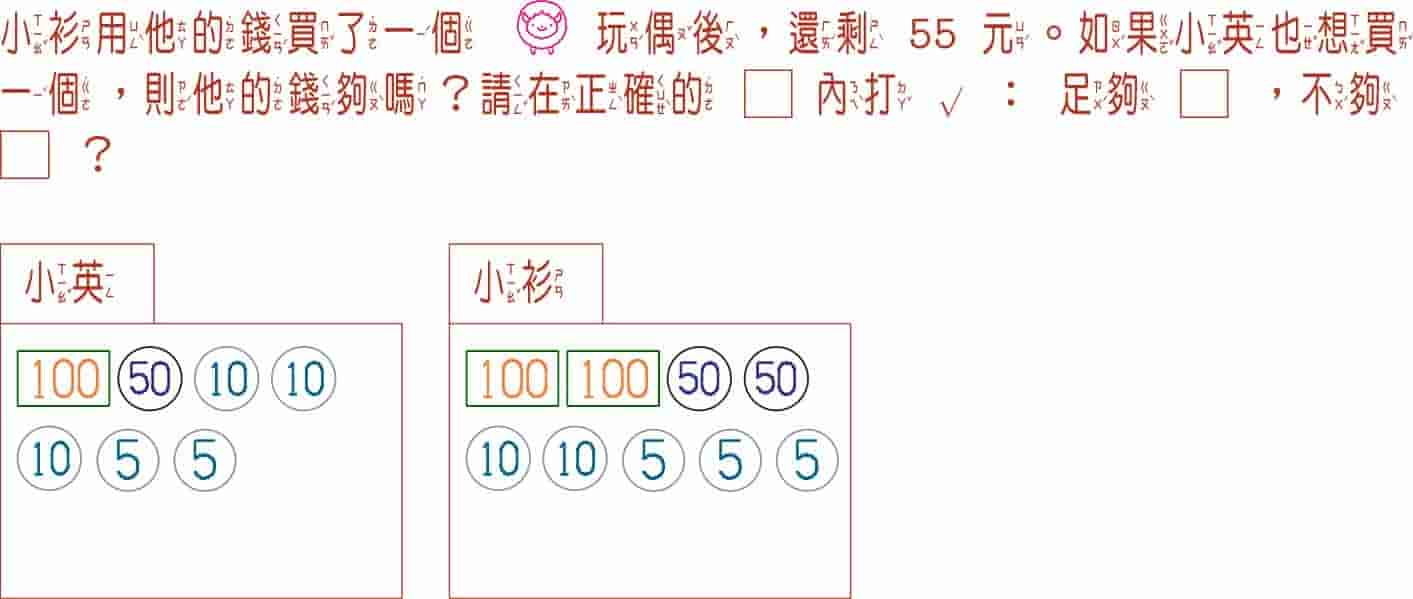 小衫用他的錢買了一個 玩偶後，還剩 55 元。如果小英也想買
一個，則他的錢夠嗎？請在正確的 □ 內打 ✓ ： 足夠 □ ，不夠
□ ？
小英
小衫
100 50 10 10
10 5 5
100 100 50 50
10 10 5 5 5